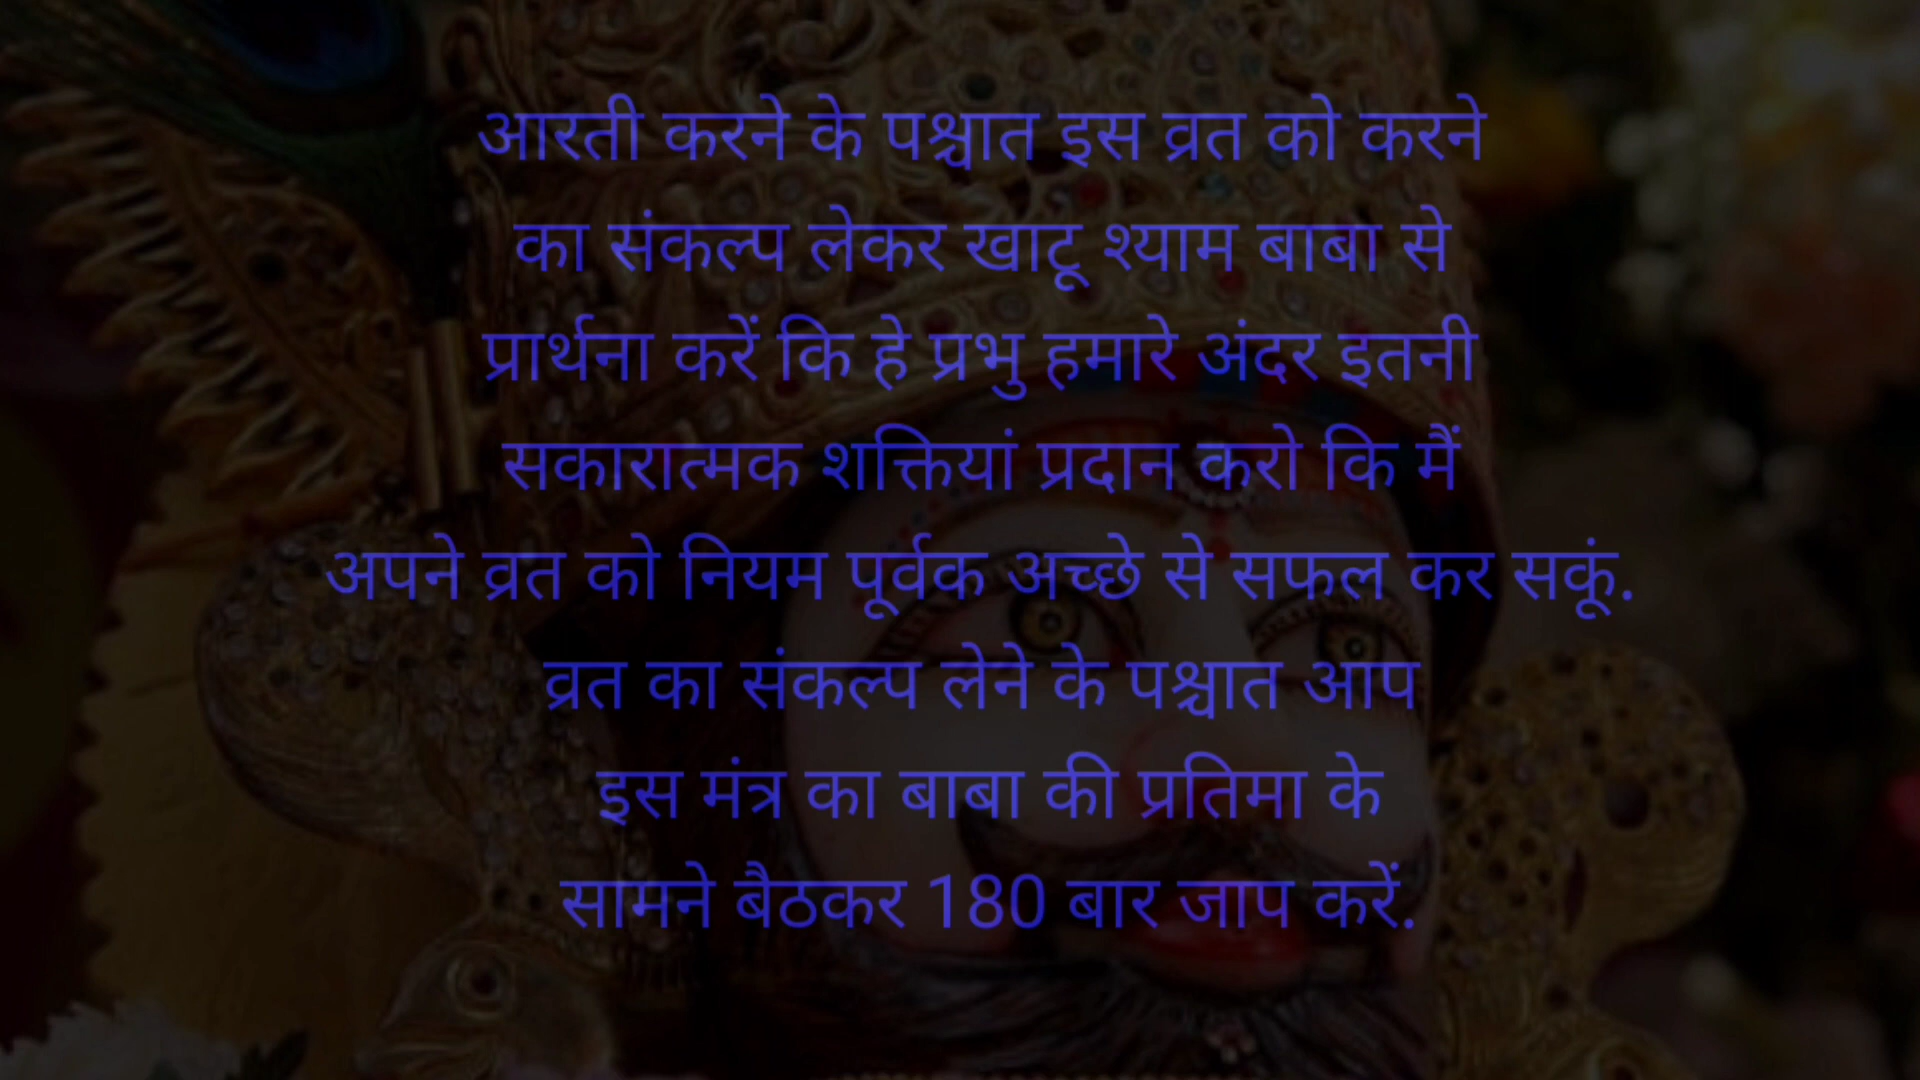 आरती करने के पश्चात इस व्रत को करने
का संकल्प लेकर खाटू श्याम बाबा से
प्रार्थना करें कि हे प्रभु हमारे अंदर इतनी
सकारात्मक शक्तियां प्रदान करो कि मैं
अपने व्रत को नियम पूर्वक अच्छे से सफल कर सकूं.
व्रत का संकल्प लेने के पश्चात आप
इस मंत्र का बाबा की प्रतिमा के
सामने बैठकर 180 बार जाप करें.